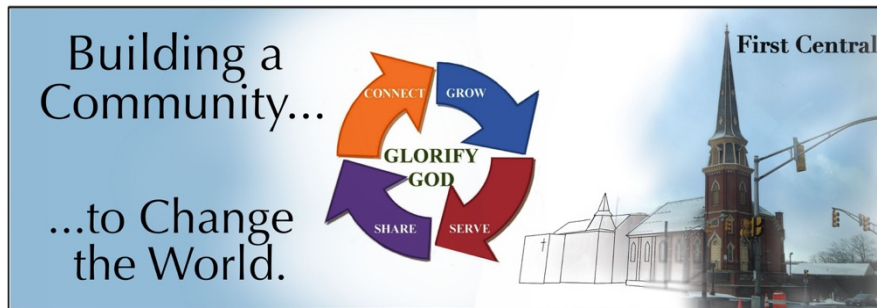 Building a
Community...
...to Change
the World.
CONNECT
GROW
GLORIFY
GOD
SHARE
SERVE
First Central